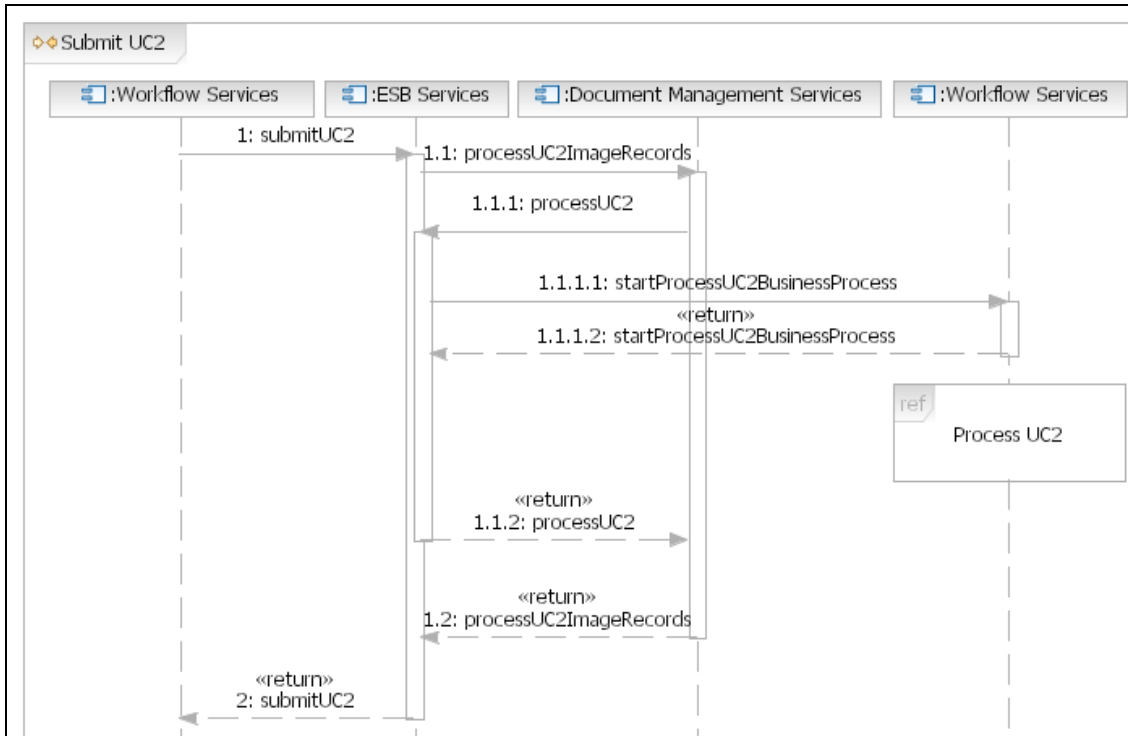 Submit UC2
:Workflow Services
:ESB Services
:Document Management Services
:Workflow Services
1: submitUC2
1.1: processUC2ImageRecords
1.1.1: processUC2
1.1.1.1: startProcessUC2BusinessProcess
«return»
1.1.1.2: startProcessUC2BusinessProcess
ref
Process UC2
«return»
1.1.2: processUC2
«return»
1.2: processUC2ImageRecords
«return»
2: submitUC2